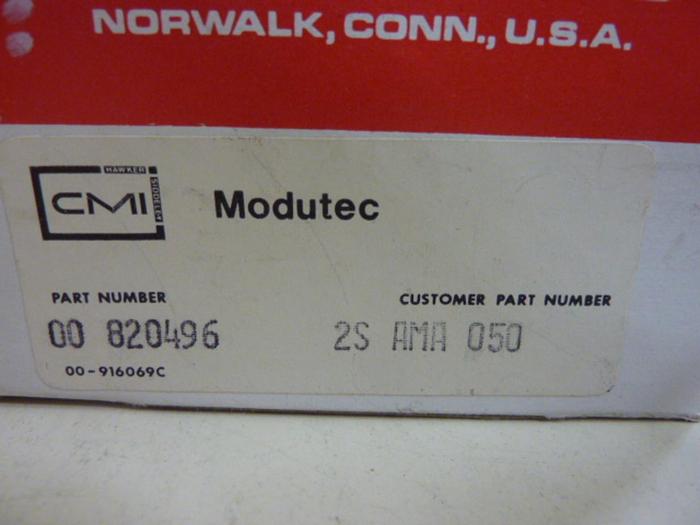 NORWALK, CONN., U.S.A.
HAWKER
CMI
SIDDELEY
Modutec
PART NUMBER
CUSTOMER PART NUMBER
00 820496
2S AMA 050
00-916069C